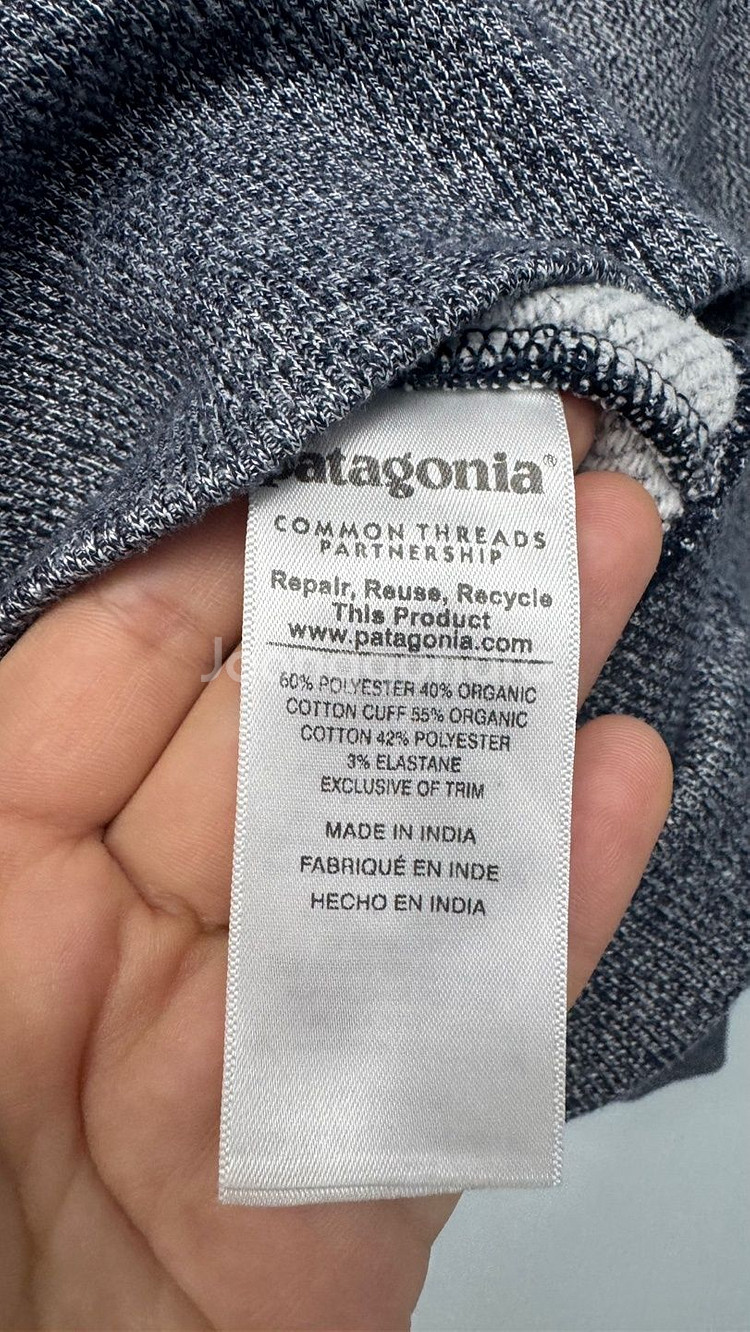 patagonia®
COMMON THREADS
PARTNERSHIP
Repair, Reuse, Recycle
This Product
www.patagonia.com
60% POLYESTER 40% ORGANIC
COTTON CUFF 55% ORGANIC
COTTON 42% POLYESTER
3% ELASTANE
EXCLUSIVE OF TRIM
MADE IN INDIA
FABRIQUÉ EN INDE
HECHO EN INDIA